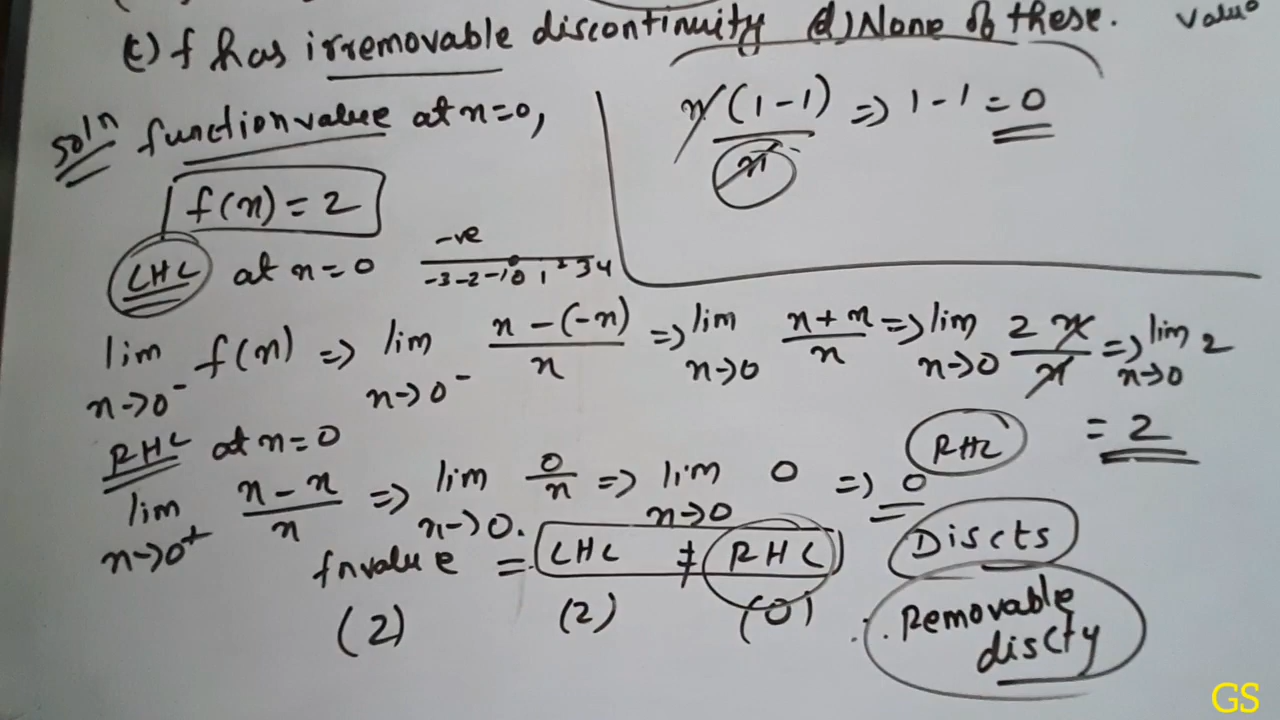 (c) f has irremovable discontinuity (d) None of these. Value
Soln function value at x=0,
x(1-1)/x => 1-1 = 0
f(x) = 2
LHL at x=0
-ve
-3 -2 -1 0 1 2 3 4
lim x->0⁻ f(x) => lim x->0⁻ x-(-x)/x => lim x->0 x+x/x => lim x->0 2x/x => lim x->0 2
= 2
RHL at x=0
RHL
lim x->0⁺ x-x/x => lim x->0. 0/x => lim x->0 0 => 0
fn value = LHL ≠ RHL
Discts
(2) (2) (0)
∴ Removable
discty
GS